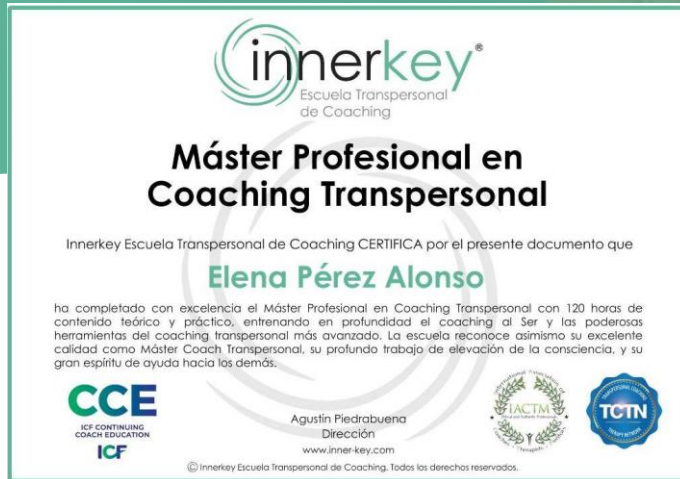 innerkey®
Escuela Transpersonal
de Coaching
Máster Profesional en
Coaching Transpersonal
Innerkey Escuela Transpersonal de Coaching CERTIFICA por el presente documento que
Elena Pérez Alonso
ha completado con excelencia el Máster Profesional en Coaching Transpersonal con 120 horas de
contenido teórico y práctico, entrenando en profundidad el coaching al Ser y las poderosas
herramientas del coaching transpersonal más avanzado. La escuela reconoce asimismo su excelente
calidad como Máster Coach Transpersonal, su profundo trabajo de elevación de la consciencia, y su
gran espíritu de ayuda hacia los demás.
CCE
ICF CONTINUING
COACH EDUCATION
ICF
Agustín Piedrabuena
Dirección
www.inner-key.com
IACTM
TCTN
© Innerkey Escuela Transpersonal de Coaching. Todos los derechos reservados.